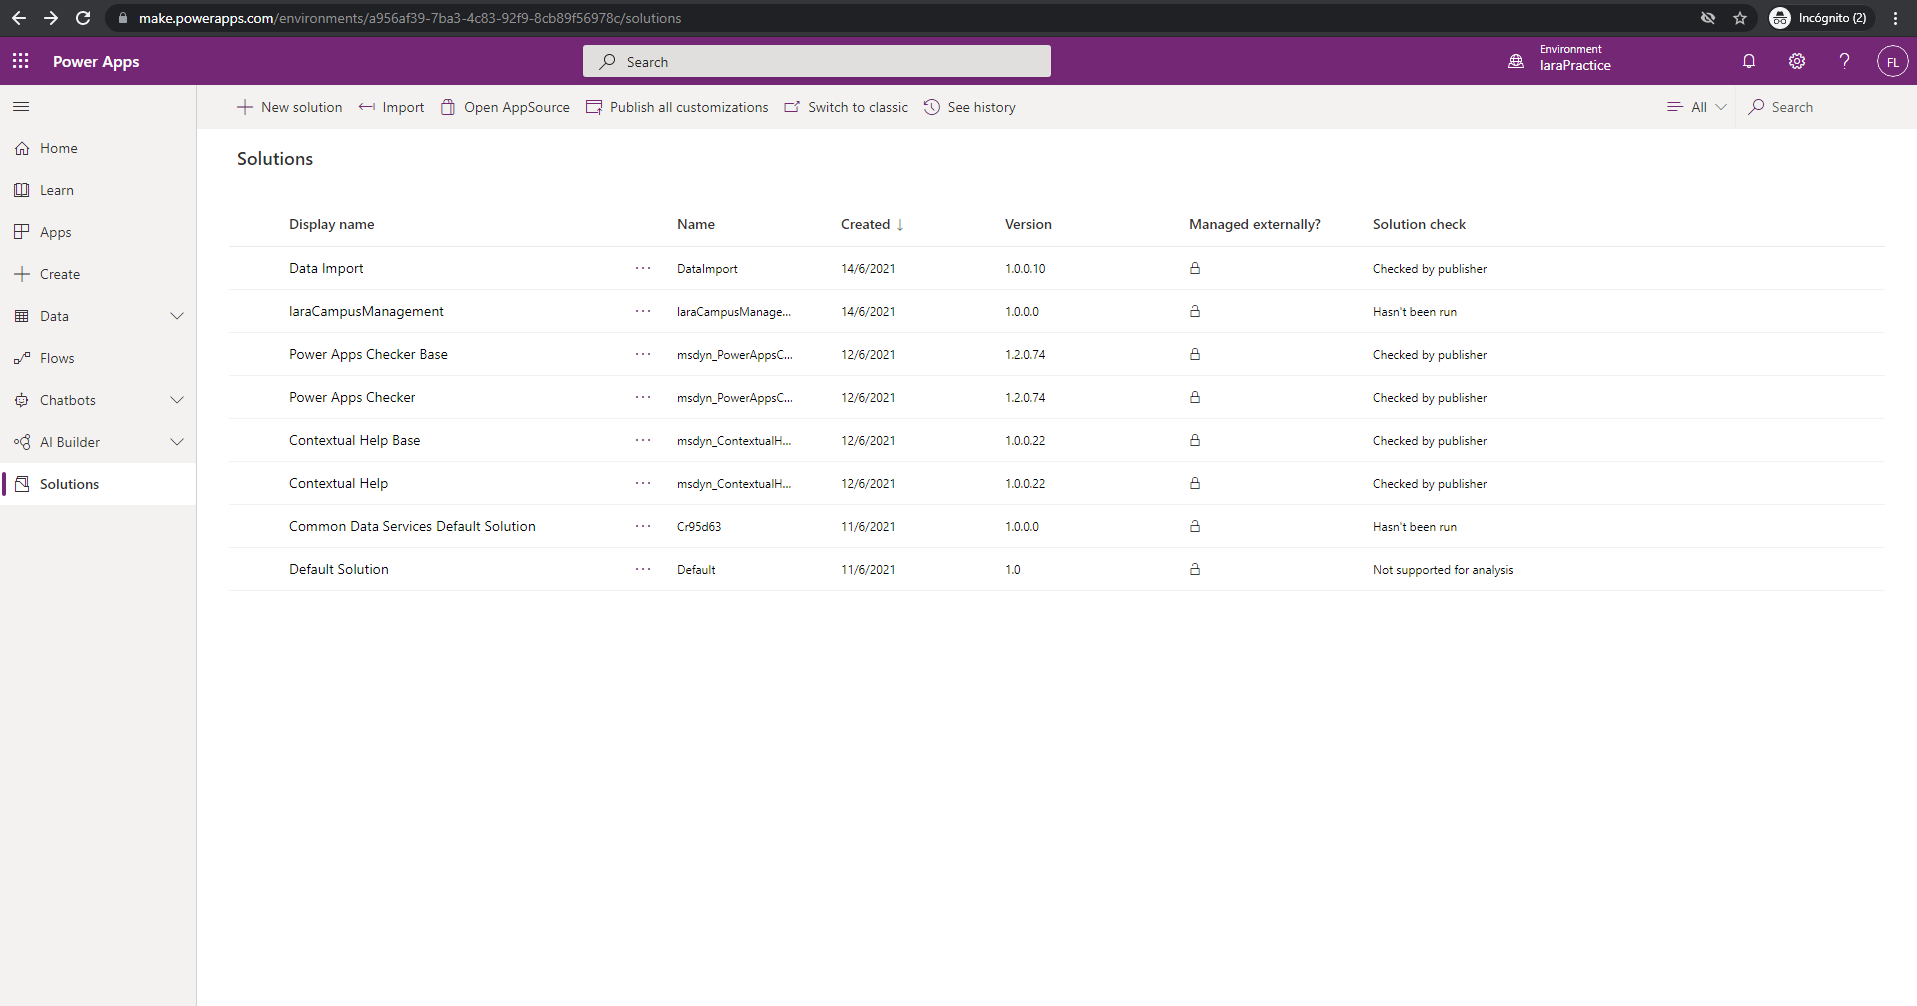 make.powerapps.com/environments/a956af39-7ba3-4c83-92f9-8cb89f56978c/solutions
Incógnito (2)
Power Apps
Search
Environment
laraPractice
?
FL
New solution
Import
Open AppSource
Publish all customizations
Switch to classic
See history
All
Search
Home
Learn
Apps
Create
Data
Flows
Chatbots
AI Builder
Solutions
Solutions
Display name Name Created ↓ Version Managed externally? Solution check
Data Import ... DataImport 14/6/2021 1.0.0.10 Checked by publisher
laraCampusManagement ... laraCampusManage... 14/6/2021 1.0.0.0 Hasn't been run
Power Apps Checker Base ... msdyn_PowerAppsC... 12/6/2021 1.2.0.74 Checked by publisher
Power Apps Checker ... msdyn_PowerAppsC... 12/6/2021 1.2.0.74 Checked by publisher
Contextual Help Base ... msdyn_ContextualH... 12/6/2021 1.0.0.22 Checked by publisher
Contextual Help ... msdyn_ContextualH... 12/6/2021 1.0.0.22 Checked by publisher
Common Data Services Default Solution ... Cr95d63 11/6/2021 1.0.0.0 Hasn't been run
Default Solution ... Default 11/6/2021 1.0 Not supported for analysis